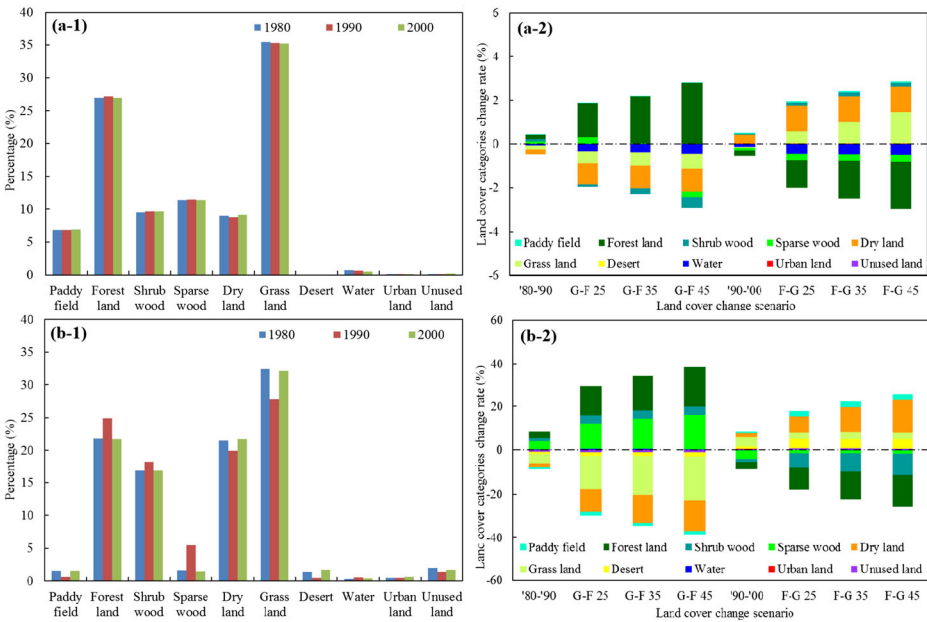 (a-1)
1980
1990
2000
Percentage (%)
40
35
30
25
20
15
10
5
0
Paddy field
Forest land
Shrub wood
Sparse wood
Dry land
Grass land
Desert
Water
Urban land
Unused land
(a-2)
Land cover categories change rate (%)
6
4
2
0
-2
-5
Paddy field
Forest land
Shrub wood
Sparse wood
Dry land
Grass land
Desert
Water
Urban land
Unused land
'80-'90
G-F 25
G-F 35
G-F 45
'90-'00
F-G 25
F-G 35
F-G 45
Land cover change scenario
(b-1)
1980
1990
2000
Percentage (%)
40
35
30
25
20
15
10
5
0
Paddy field
Forest land
Shrub wood
Sparse wood
Dry land
Grass land
Desert
Water
Urban land
Unused land
(b-2)
Land cover categories change rate (%)
60
40
20
0
-20
-40
-60
Paddy field
Forest land
Shrub wood
Sparse wood
Dry land
Grass land
Desert
Water
Urban land
Unused land
'80-'90
G-F 25
G-F 35
G-F 45
'90-'00
F-G 25
F-G 35
F-G 45
Land cover change scenario